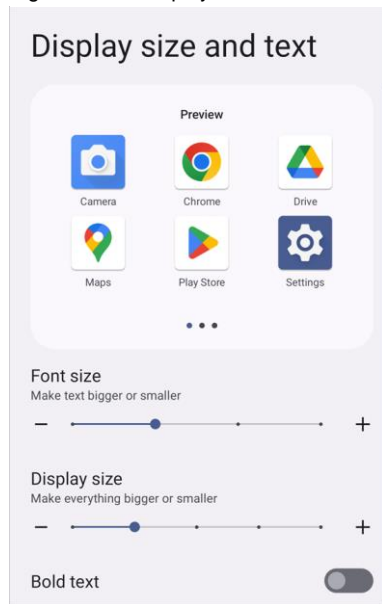 Display size and text
Preview
Camera Chrome Drive
Maps Play Store Settings
Font size
Make text bigger or smaller
− +
Display size
Make everything bigger or smaller
− +
Bold text